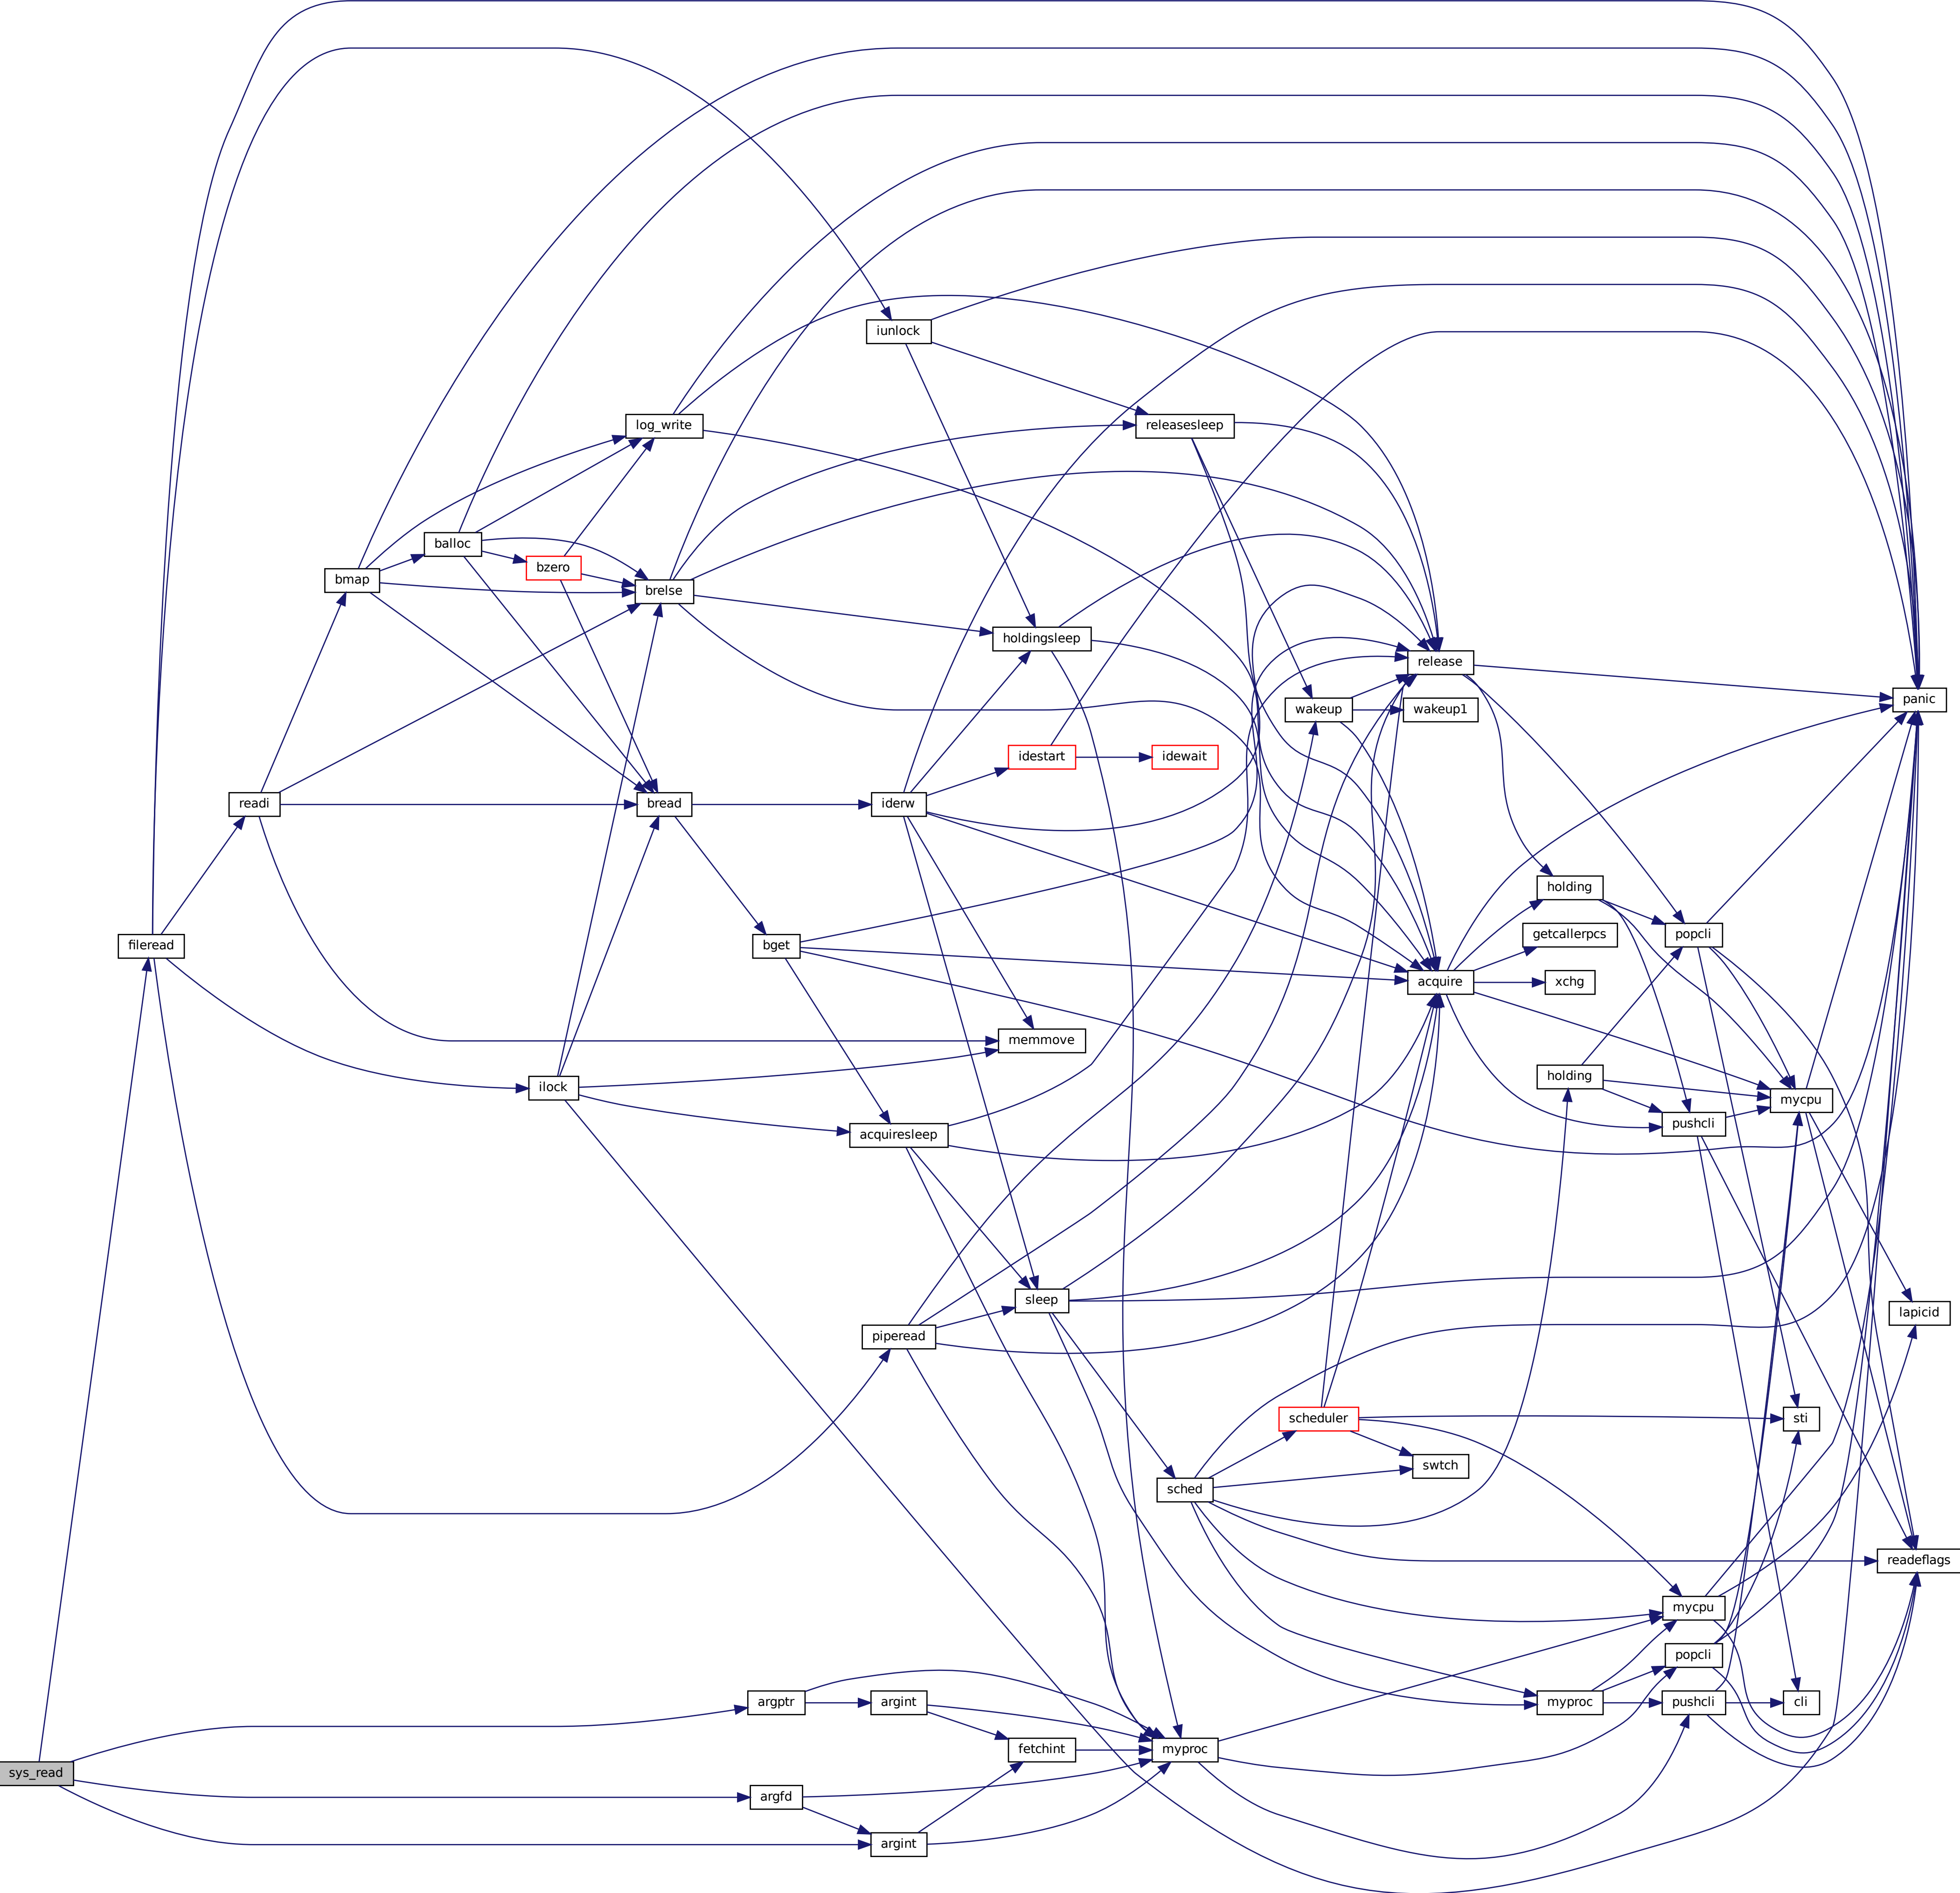 iunlock
log_write
releasesleep
balloc
bzero
bmap
brelse
holdingsleep
release
wakeup
wakeup1
panic
idestart
idewait
readi
bread
iderw
holding
fileread
bget
popcli
getcallerpcs
acquire
xchg
memmove
ilock
holding
mycpu
pushcli
acquiresleep
sleep
lapicid
piperead
scheduler
sti
swtch
sched
readeflags
mycpu
popcli
argptr
argint
myproc
pushcli
cli
fetchint
myproc
sys_read
argfd
argint